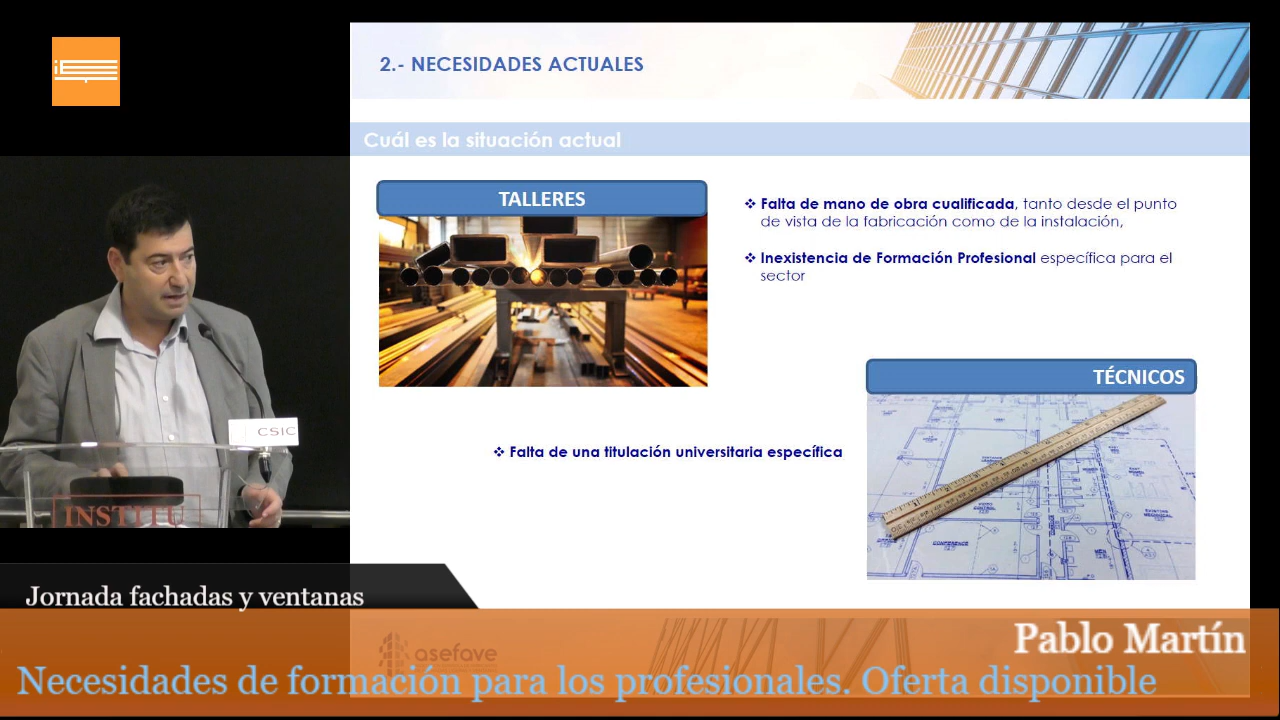 2.- NECESIDADES ACTUALES
Cuál es la situación actual
TALLERES
❖ Falta de mano de obra cualificada, tanto desde el punto
de vista de la fabricación como de la instalación,
❖ Inexistencia de Formación Profesional específica para el
sector
TÉCNICOS
❖ Falta de una titulación universitaria específica
CSIC
INSTITU
Jornada fachadas y ventanas
asefave
Pablo Martín
Necesidades de formación para los profesionales. Oferta disponible